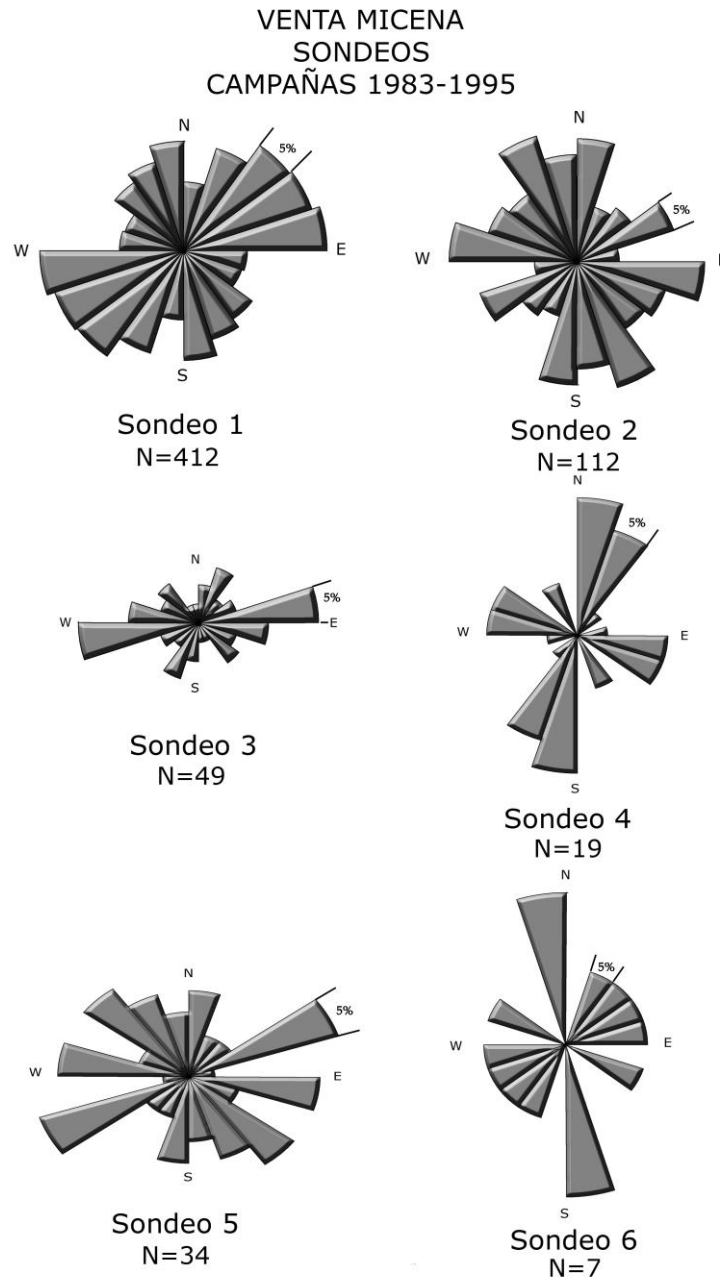 VENTA MICENA
SONDEOS
CAMPAÑAS 1983-1995
N
5%
W
E
S
Sondeo 1
N=412
N
5%
W
S
Sondeo 2
N=112
N
W
5%
E
S
Sondeo 3
N=49
N
5%
W
E
S
Sondeo 4
N=19
N
5%
W
E
S
Sondeo 5
N=34
N
5%
W
E
S
Sondeo 6
N=7